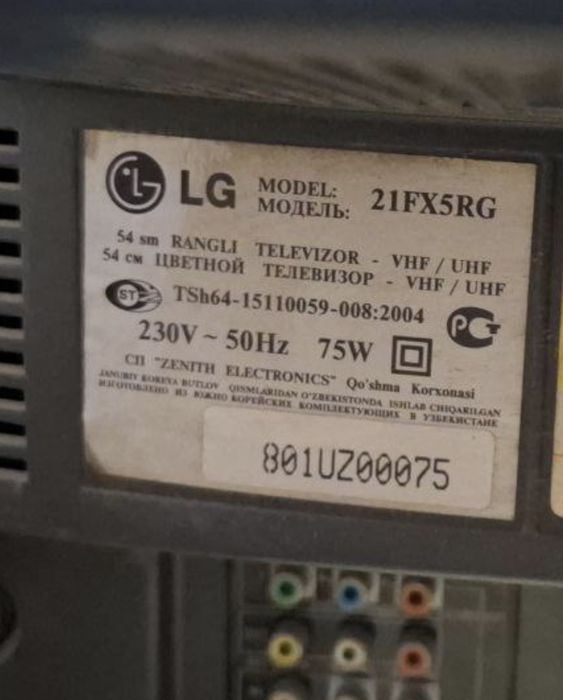 LG MODEL: 21FX5RG
МОДЕЛЬ:
54 sm RANGLI TELEVIZOR - VHF / UHF
54 см ЦВЕТНОЙ ТЕЛЕВИЗОР - VHF / UHF
ST TSh64-15110059-008:2004
230V ~ 50Hz 75W
СП "ZENITH ELECTRONICS" Qo'shma Korxonasi
JANUBIY KOREYA BUTLOV QISMLARIDAN O'ZBEKISTONDA ISHLAB CHIQARILGAN
ИЗГОТОВЛЕНО ИЗ ЮЖНО КОРЕЙСКИХ КОМПЛЕКТУЮЩИХ В УЗБЕКИСТАНЕ
801UZ00075